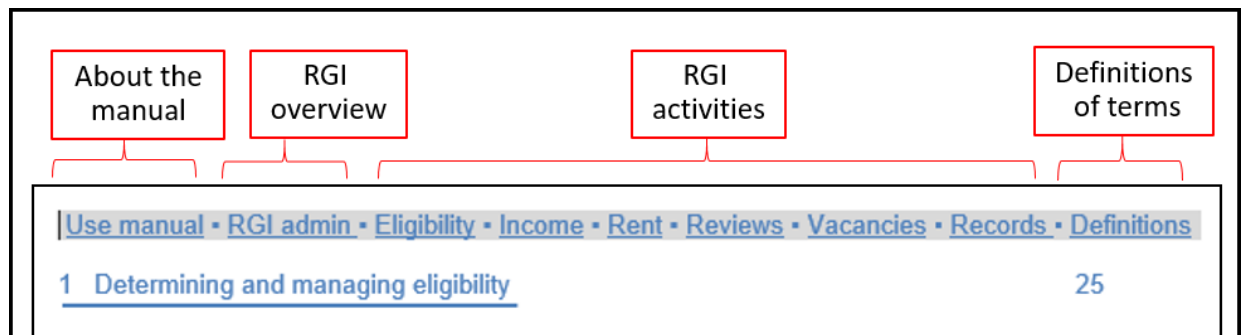 About the
manual
RGI
overview
RGI
activities
Definitions
of terms
Use manual ▪ RGI admin ▪ Eligibility ▪ Income ▪ Rent ▪ Reviews ▪ Vacancies ▪ Records ▪ Definitions
1 Determining and managing eligibility 25